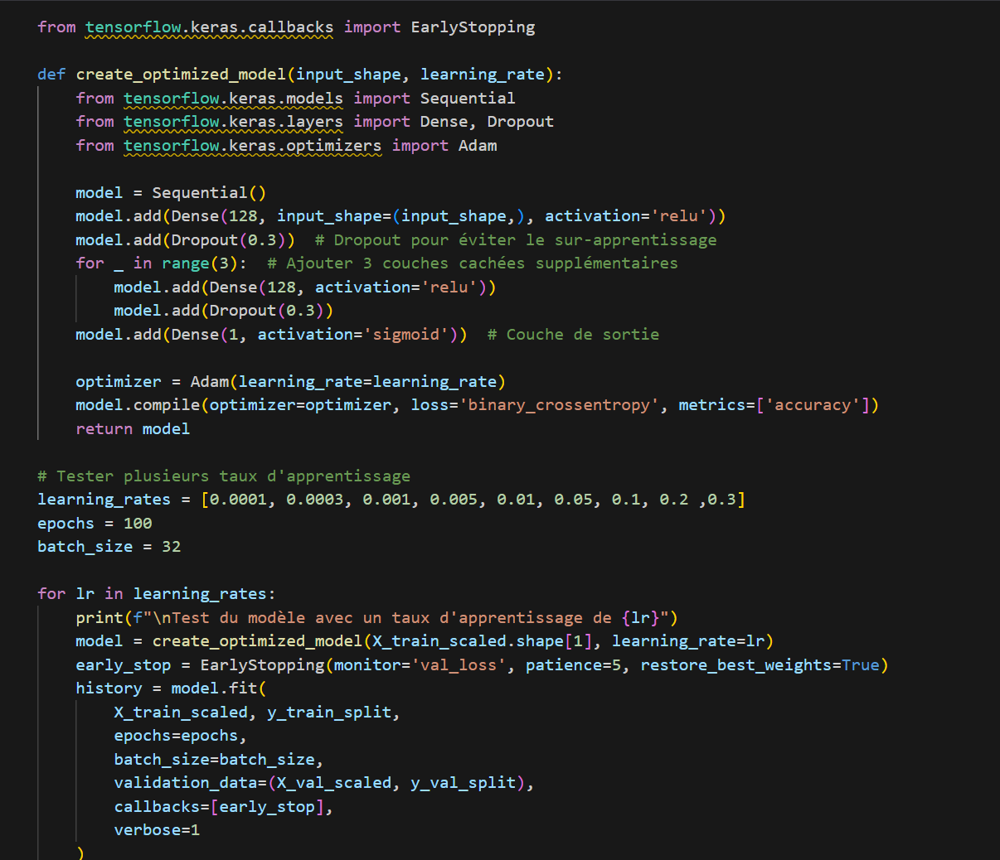 from tensorflow.keras.callbacks import EarlyStopping
def create_optimized_model(input_shape, learning_rate):
from tensorflow.keras.models import Sequential
from tensorflow.keras.layers import Dense, Dropout
from tensorflow.keras.optimizers import Adam
model = Sequential()
model.add(Dense(128, input_shape=(input_shape,), activation='relu'))
model.add(Dropout(0.3))  # Dropout pour éviter le sur-apprentissage
for _ in range(3):  # Ajouter 3 couches cachées supplémentaires
model.add(Dense(128, activation='relu'))
model.add(Dropout(0.3))
model.add(Dense(1, activation='sigmoid'))  # Couche de sortie
optimizer = Adam(learning_rate=learning_rate)
model.compile(optimizer=optimizer, loss='binary_crossentropy', metrics=['accuracy'])
return model
# Tester plusieurs taux d'apprentissage
learning_rates = [0.0001, 0.0003, 0.001, 0.005, 0.01, 0.05, 0.1, 0.2 ,0.3]
epochs = 100
batch_size = 32
for lr in learning_rates:
print(f"\nTest du modèle avec un taux d'apprentissage de {lr}")
model = create_optimized_model(X_train_scaled.shape[1], learning_rate=lr)
early_stop = EarlyStopping(monitor='val_loss', patience=5, restore_best_weights=True)
history = model.fit(
X_train_scaled, y_train_split,
epochs=epochs,
batch_size=batch_size,
validation_data=(X_val_scaled, y_val_split),
callbacks=[early_stop],
verbose=1
)